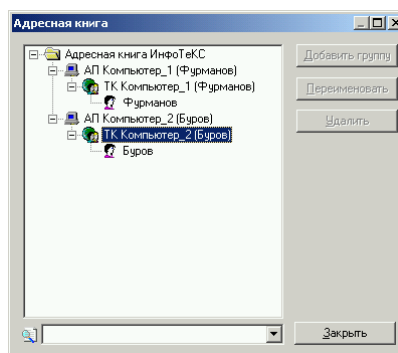 Адресная книга
Адресная книга ИнфоТеКС
АП Компьютер_1 (Фурманов)
ТК Компьютер_1 (Фурманов)
Фурманов
АП Компьютер_2 (Буров)
ТК Компьютер_2 (Буров)
Буров
Добавить группу
Переименовать
Удалить
Закрыть